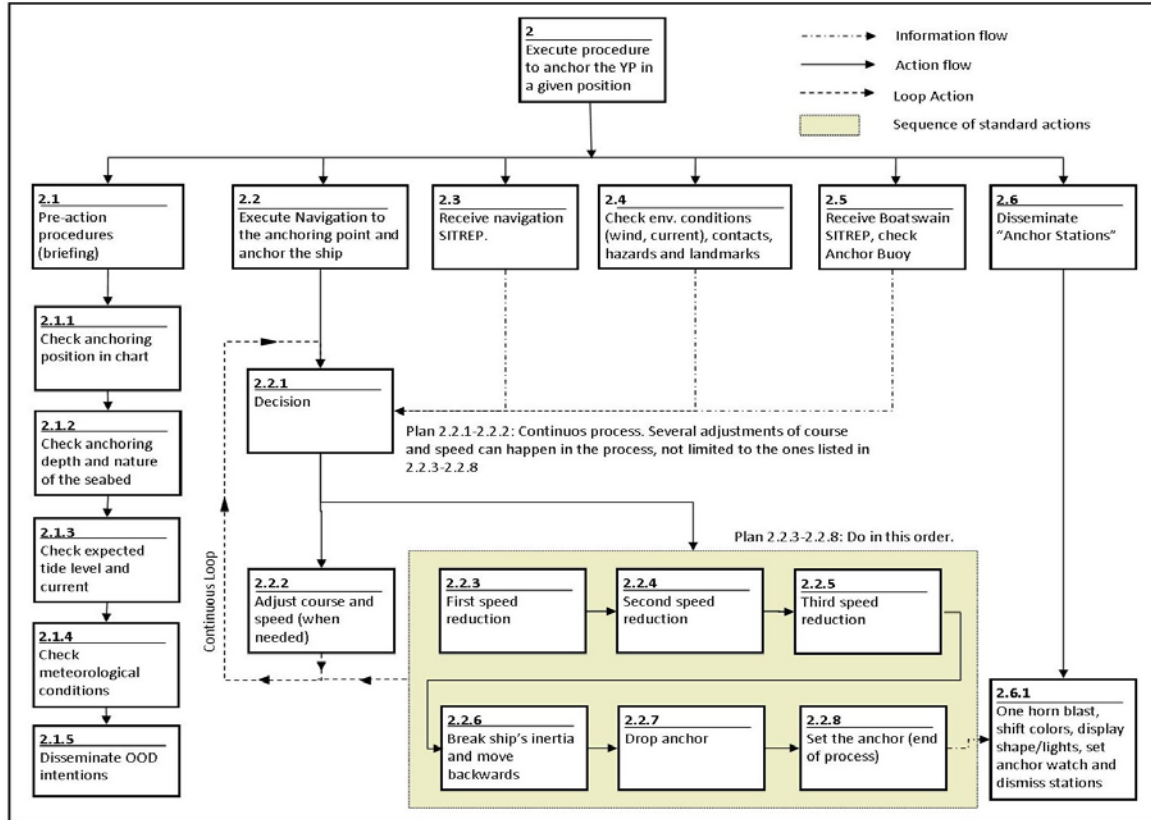 2
Execute procedure
to anchor the YP in
a given position
Information flow
Action flow
Loop Action
Sequence of standard actions
2.1
Pre-action
procedures
(briefing)
2.2
Execute Navigation to
the anchoring point and
anchor the ship
2.3
Receive navigation
SITREP.
2.4
Check env. conditions
(wind, current), contacts,
hazards and landmarks
2.5
Receive Boatswain
SITREP, check
Anchor Buoy
2.6
Disseminate
“Anchor Stations”
2.1.1
Check anchoring
position in chart
2.1.2
Check anchoring
depth and nature
of the seabed
2.1.3
Check expected
tide level and
current
2.1.4
Check
meteorological
conditions
2.1.5
Disseminate OOD
intentions
2.2.1
Decision
Plan 2.2.1-2.2.2: Continuos process. Several adjustments of course
and speed can happen in the process, not limited to the ones listed in
2.2.3-2.2.8
Continuous Loop
2.2.2
Adjust course and
speed (when
needed)
Plan 2.2.3-2.2.8: Do in this order.
2.2.3
First speed
reduction
2.2.4
Second speed
reduction
2.2.5
Third speed
reduction
2.2.6
Break ship’s inertia
and move
backwards
2.2.7
Drop anchor
2.2.8
Set the anchor (end
of process)
2.6.1
One horn blast,
shift colors, display
shape/lights, set
anchor watch and
dismiss stations